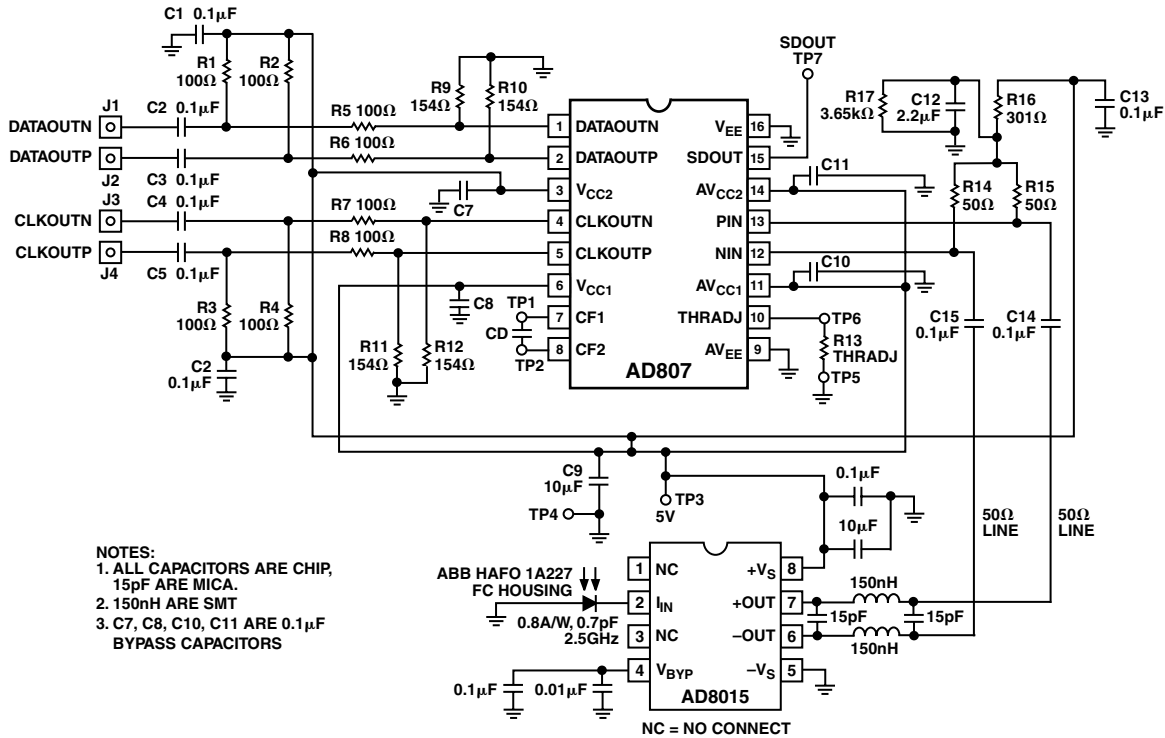 C1 0.1µF
R1
100Ω
R2
100Ω
J1
DATAOUTN
C2 0.1µF
R5 100Ω
R9
154Ω
R10
154Ω
DATAOUTP
J2
C3 0.1µF
R6 100Ω
J3
CLKOUTN
C4
0.1µF
R7 100Ω
CLKOUTP
J4
C5 0.1µF
R8 100Ω
C7
C8
R3
100Ω
R4
100Ω
C2
0.1µF
R11
154Ω
R12
154Ω
TP1
CD
TP2
1 DATAOUTN
2 DATAOUTP
3 VCC2
4 CLKOUTN
5 CLKOUTP
6 VCC1
7 CF1
8 CF2
VEE 16
SDOUT 15
AVCC2 14
PIN 13
NIN 12
AVCC1 11
THRADJ 10
AVEE 9
AD807
SDOUT
TP7
C11
C10
TP6
R13
THRADJ
TP5
R17
3.65kΩ
C12
2.2µF
R16
301Ω
C13
0.1µF
R14
50Ω
R15
50Ω
C15
0.1µF
C14
0.1µF
C9
10µF
TP4
TP3
5V
0.1µF
10µF
50Ω
LINE
50Ω
LINE
NOTES:
1. ALL CAPACITORS ARE CHIP,
15pF ARE MICA.
2. 150nH ARE SMT
3. C7, C8, C10, C11 ARE 0.1µF
BYPASS CAPACITORS
ABB HAFO 1A227
FC HOUSING
0.8A/W, 0.7pF
2.5GHz
0.1µF
0.01µF
1 NC
2 IIN
3 NC
4 VBYP
+VS 8
+OUT 7
–OUT 6
–VS 5
AD8015
150nH
15pF
15pF
150nH
NC = NO CONNECT